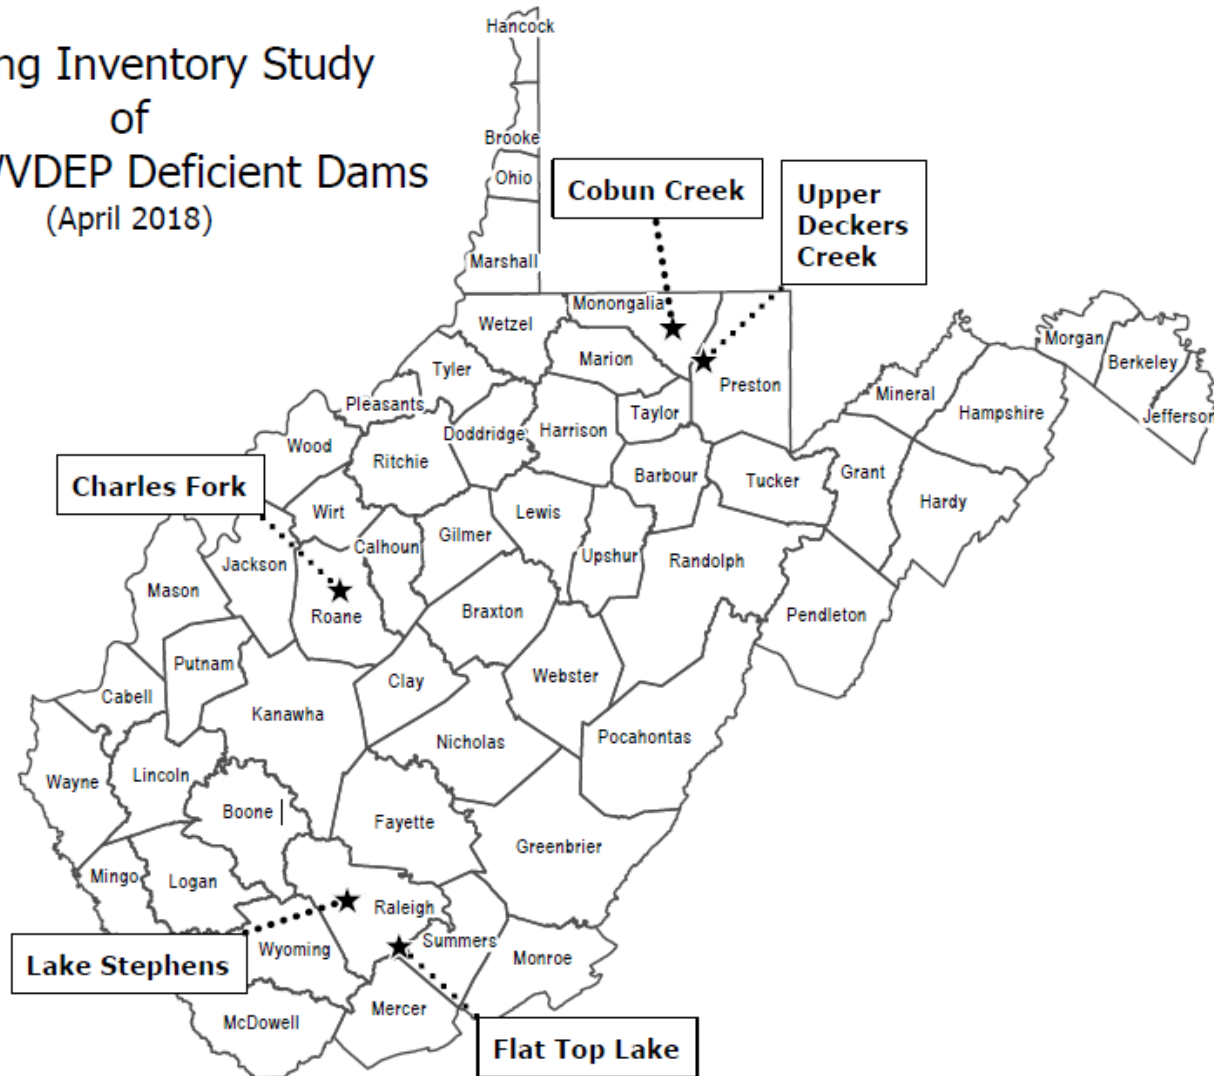 ng Inventory Study
of
VDEP Deficient Dams
(April 2018)
Hancock
Brooke
Ohio
Marshall
Cobun Creek
Upper
Deckers
Creek
Monongalia
Wetzel
Marion
Tyler
Preston
Pleasants
Taylor
Doddridge
Harrison
Wood
Ritchie
Morgan
Berkeley
Jefferson
Mineral
Hampshire
Charles Fork
Wirt
Lewis
Barbour
Tucker
Grant
Hardy
Gilmer
Calhoun
Upshur
Randolph
Jackson
Mason
Roane
Braxton
Pendleton
Putnam
Clay
Webster
Cabell
Kanawha
Nicholas
Pocahontas
Wayne
Lincoln
Boone
Fayette
Greenbrier
Mingo
Logan
Raleigh
Summers
Monroe
Wyoming
Lake Stephens
Mercer
McDowell
Flat Top Lake